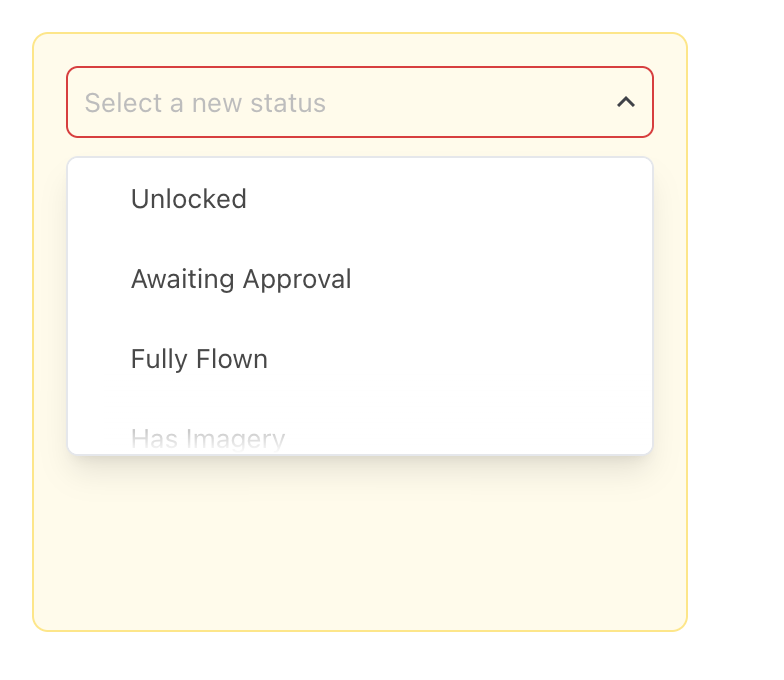 Select a new status
Unlocked
Awaiting Approval
Fully Flown
Has Imagery